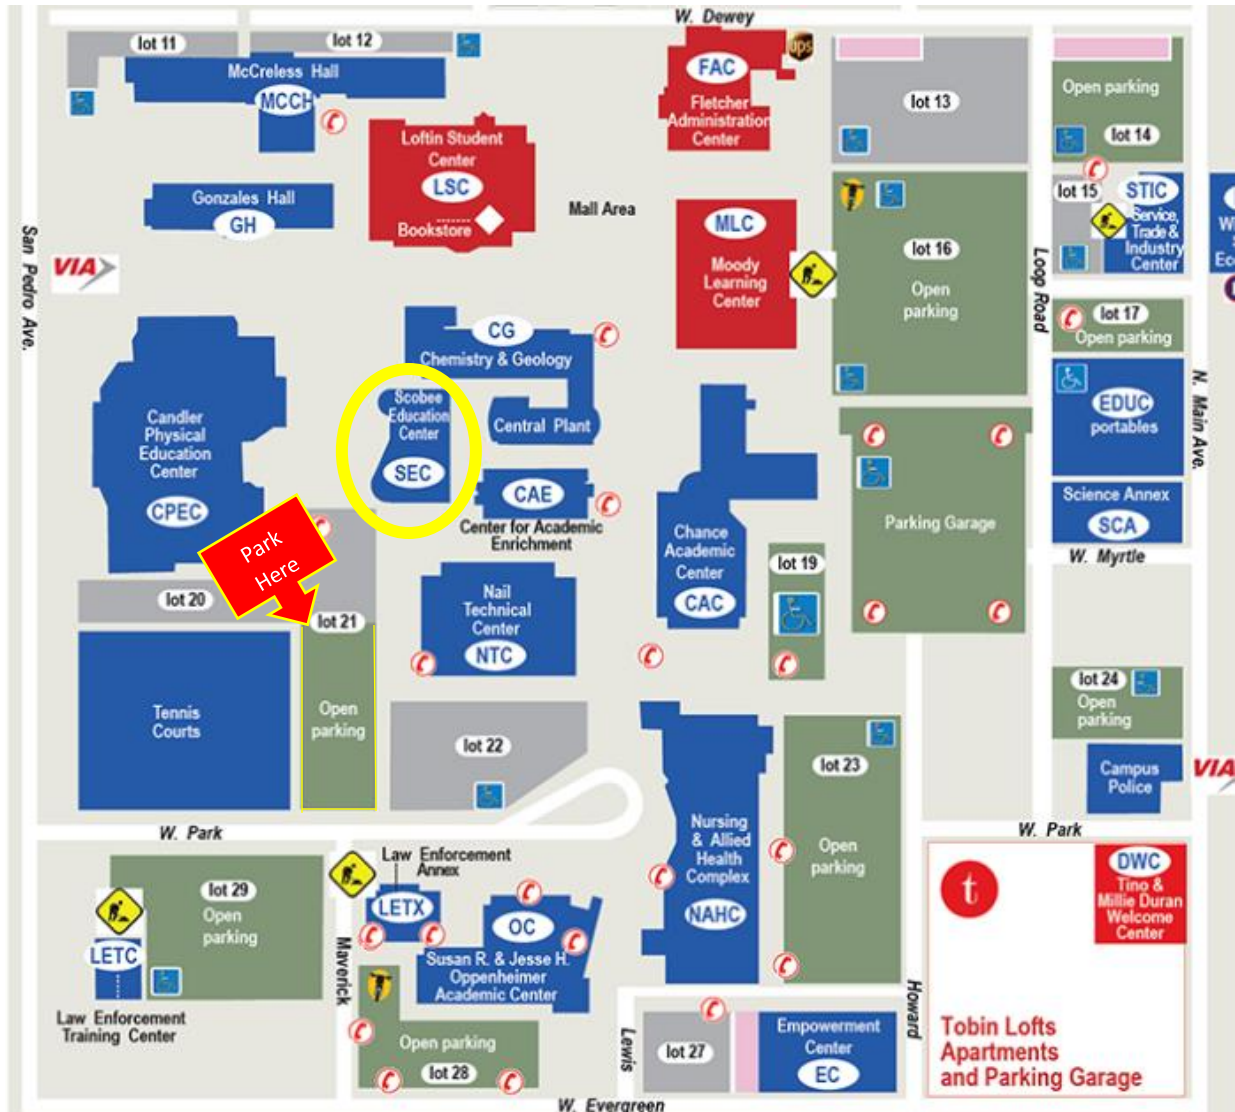 W. Dewey
lot 11
lot 12
McCreless Hall
MCCH
FAC
Fletcher
Administration
Center
ups
lot 13
Open parking
lot 14
Loftin Student
Center
LSC
Bookstore
Gonzales Hall
GH
Mall Area
MLC
Moody
Learning
Center
lot 16
Open
parking
lot 15
STIC
Service,
Trade &
Industry
Center
San Pedro Ave.
VIA
Loop Road
lot 17
Open parking
CG
Chemistry & Geology
Candler
Physical
Education
Center
CPEC
Scobee
Education
Center
SEC
Central Plant
CAE
Center for Academic
Enrichment
EDUC
portables
N. Main Ave.
Parking Garage
Science Annex
SCA
W. Myrtle
Park
Here
Chance
Academic
Center
CAC
lot 19
lot 20
lot 21
Open
parking
Nail
Technical
Center
NTC
Tennis
Courts
lot 22
lot 23
Open
parking
lot 24
Open
parking
Campus
Police
VIA
W. Park
W. Park
Nursing
& Allied
Health
Complex
NAHC
Law Enforcement
Annex
LETX
OC
Susan R. & Jesse H.
Oppenheimer
Academic Center
lot 29
Open
parking
LETC
Law Enforcement
Training Center
Maverick
t
DWC
Tino &
Millie Duran
Welcome
Center
Open parking
lot 28
Lewis
lot 27
Empowerment
Center
EC
Howard
Tobin Lofts
Apartments
and Parking Garage
W. Evergreen